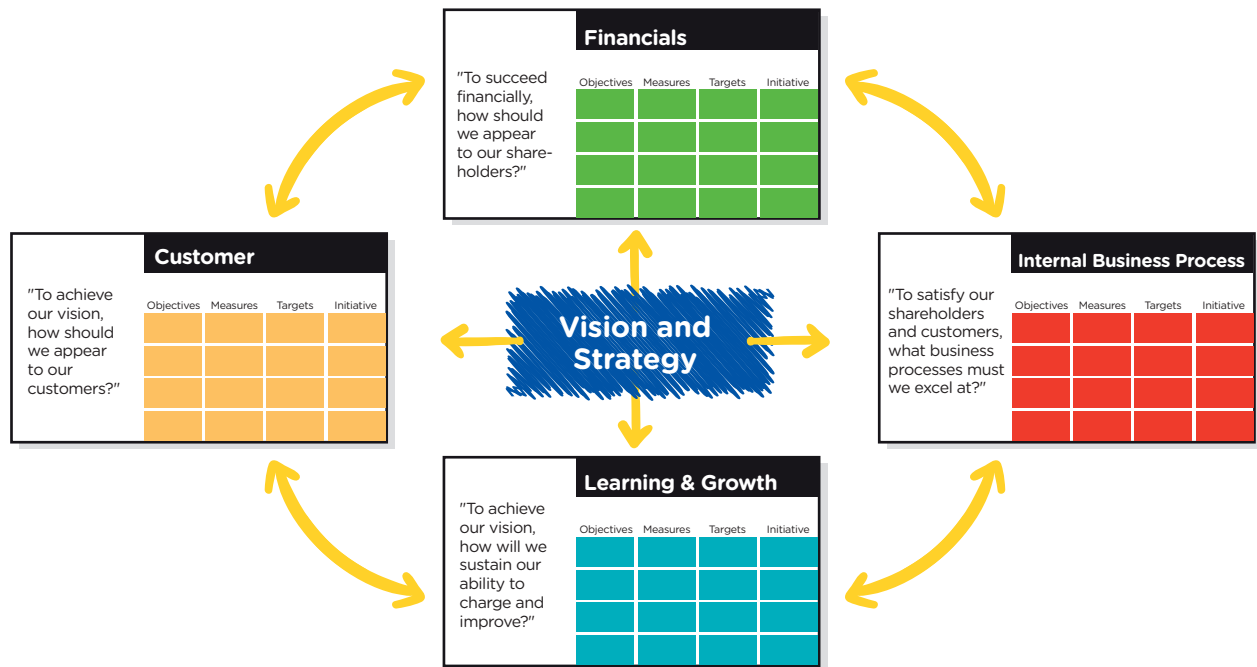 Financials
"To succeed
financially,
how should
we appear
to our share-
holders?"
Objectives Measures Targets Initiative
Customer
"To achieve
our vision,
how should
we appear
to our
customers?"
Objectives Measures Targets Initiative
Vision and
Strategy
Internal Business Process
"To satisfy our
shareholders
and customers,
what business
processes must
we excel at?"
Objectives Measures Targets Initiative
Learning & Growth
"To achieve
our vision,
how will we
sustain our
ability to
charge and
improve?"
Objectives Measures Targets Initiative